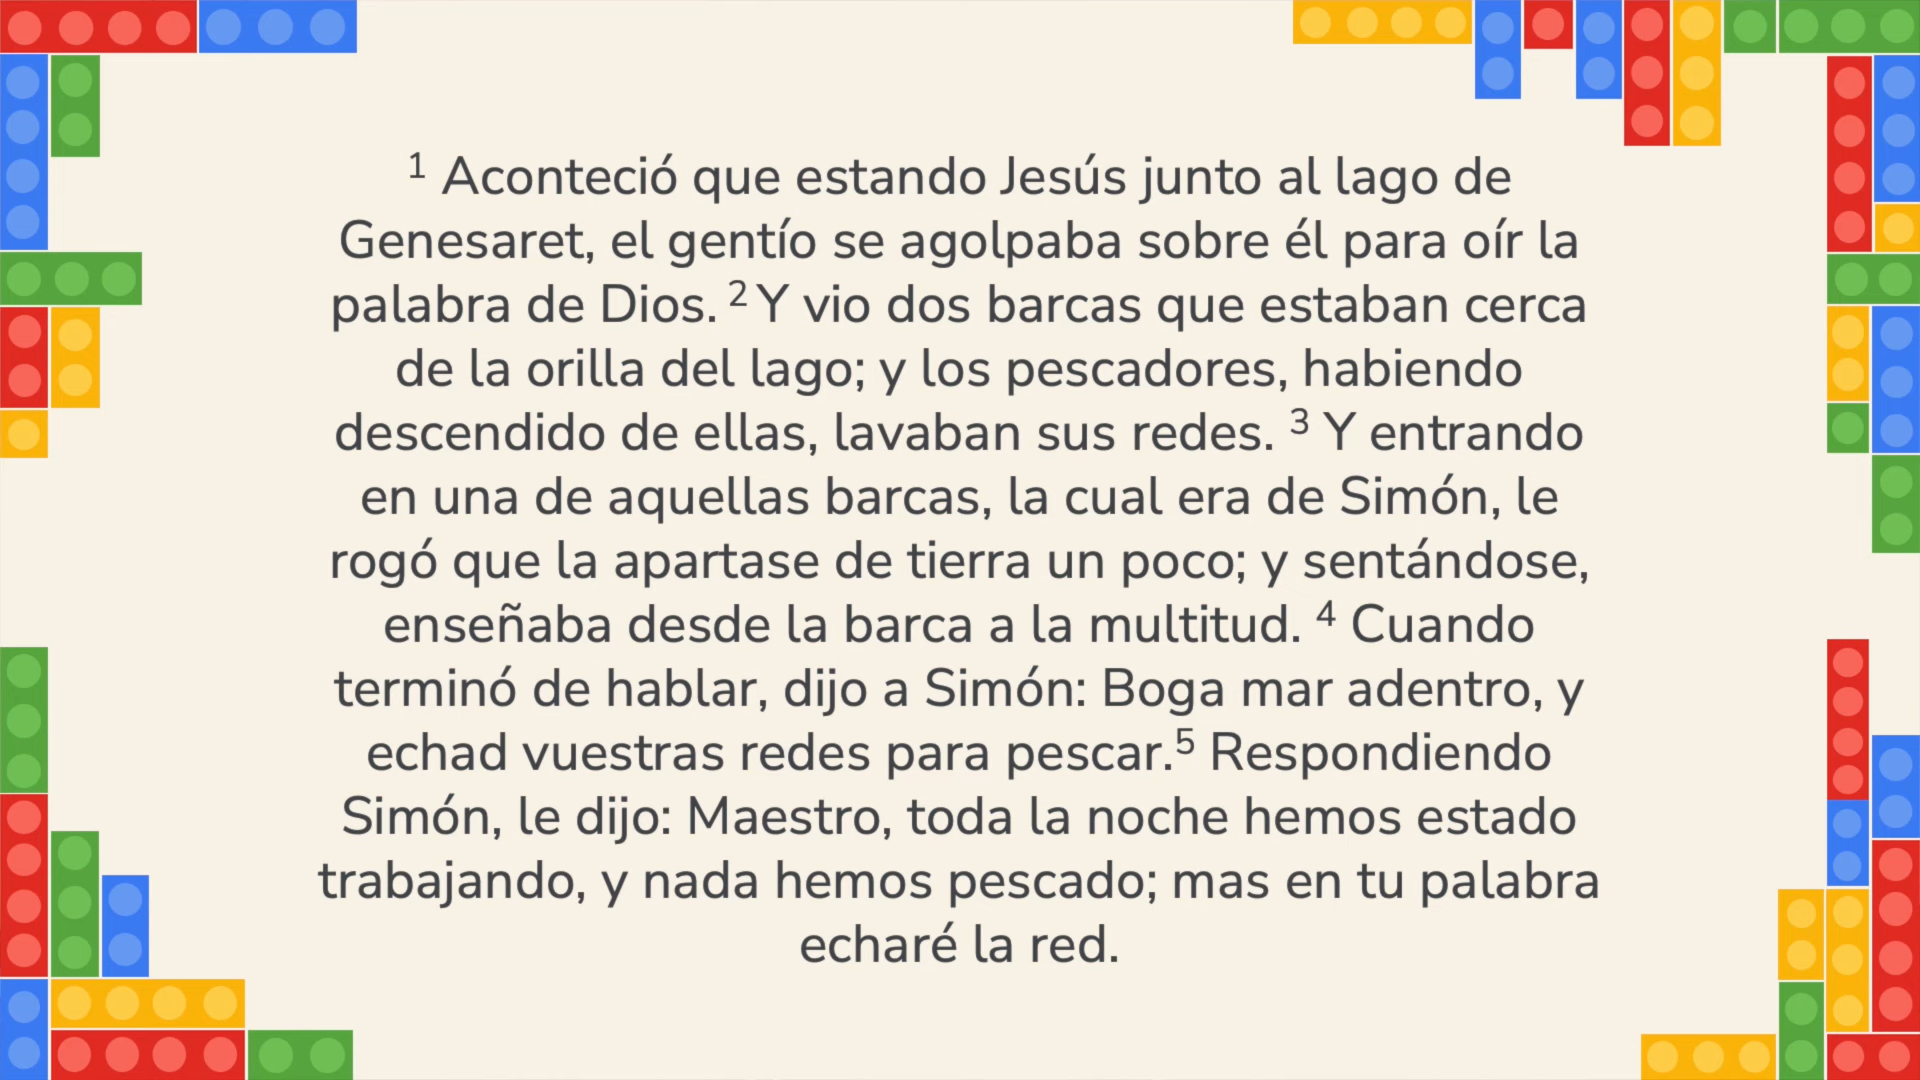 1 Aconteció que estando Jesús junto al lago de
Genesaret, el gentío se agolpaba sobre él para oír la
palabra de Dios. 2 Y vio dos barcas que estaban cerca
de la orilla del lago; y los pescadores, habiendo
descendido de ellas, lavaban sus redes. 3 Y entrando
en una de aquellas barcas, la cual era de Simón, le
rogó que la apartase de tierra un poco; y sentándose,
enseñaba desde la barca a la multitud. 4 Cuando
terminó de hablar, dijo a Simón: Boga mar adentro, y
echad vuestras redes para pescar.5 Respondiendo
Simón, le dijo: Maestro, toda la noche hemos estado
trabajando, y nada hemos pescado; mas en tu palabra
echaré la red.